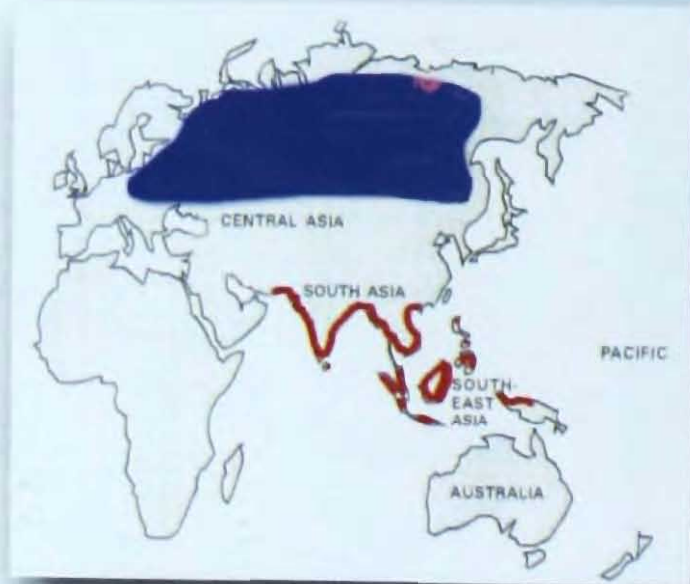 CENTRAL ASIA
SOUTH ASIA
PACIFIC
SOUTH-
EAST
ASIA
AUSTRALIA